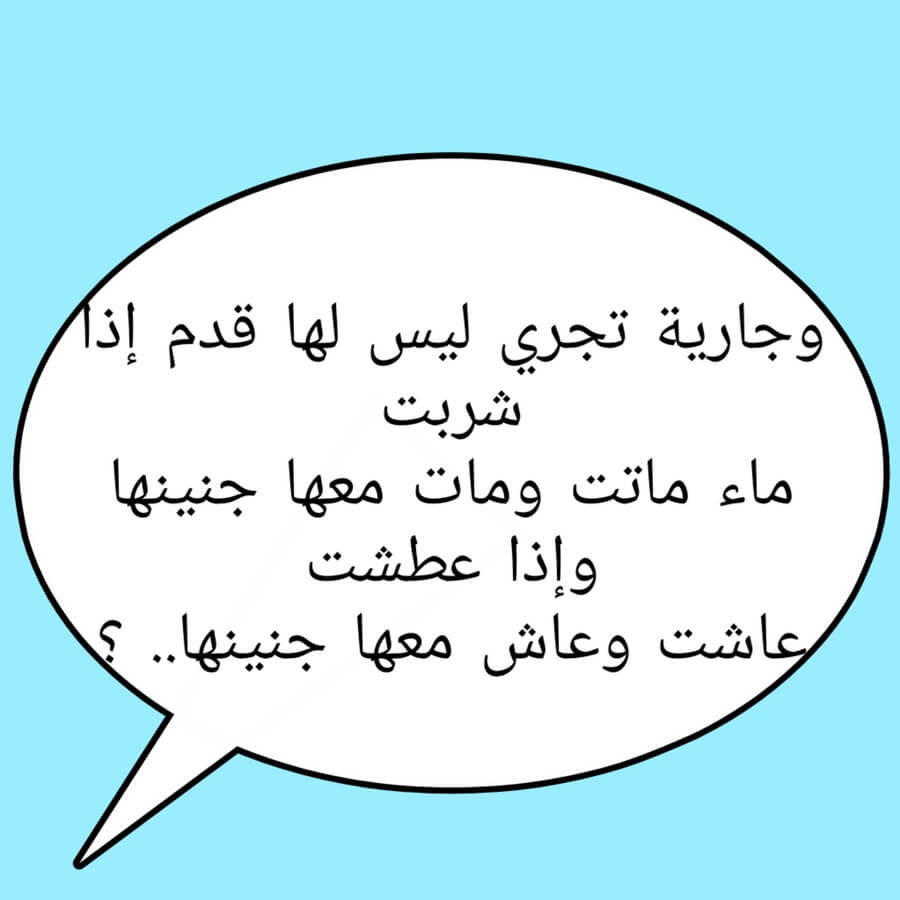 وجارية تجري ليس لها قدم إذا
شربت
ماء ماتت ومات معها جنينها
وإذا عطشت
عاشت وعاش معها جنينها.. ؟